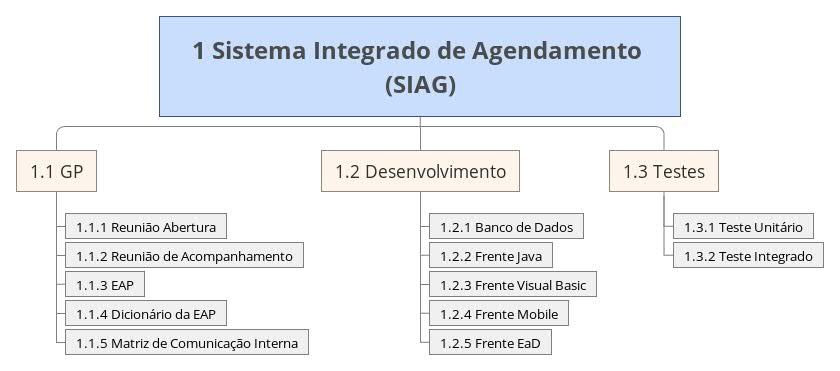 1 Sistema Integrado de Agendamento
(SIAG)
1.1 GP
1.1.1 Reunião Abertura
1.1.2 Reunião de Acompanhamento
1.1.3 EAP
1.1.4 Dicionário da EAP
1.1.5 Matriz de Comunicação Interna
1.2 Desenvolvimento
1.2.1 Banco de Dados
1.2.2 Frente Java
1.2.3 Frente Visual Basic
1.2.4 Frente Mobile
1.2.5 Frente EaD
1.3 Testes
1.3.1 Teste Unitário
1.3.2 Teste Integrado